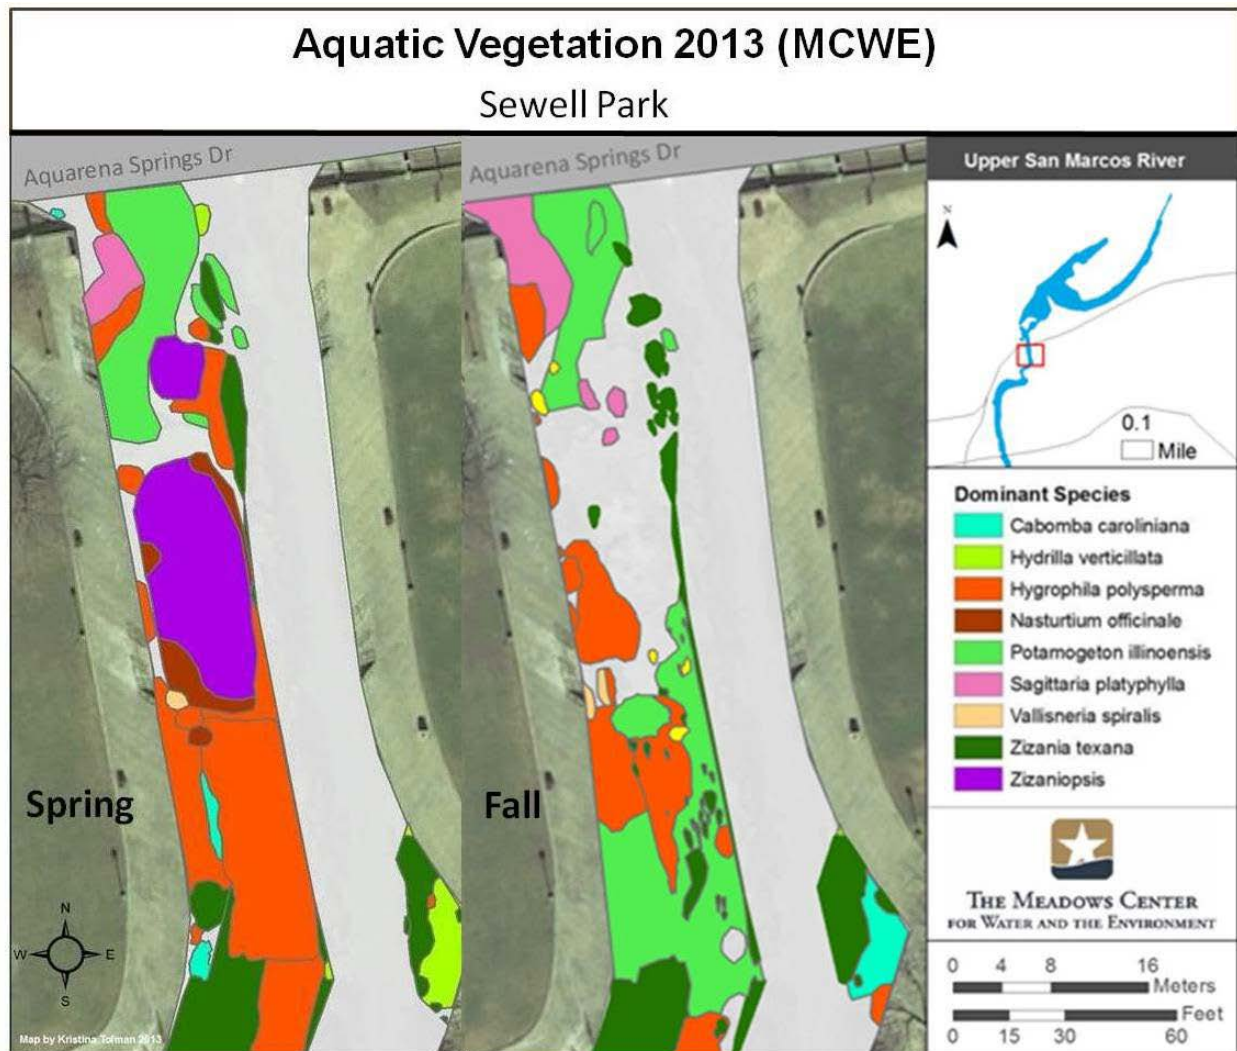 Aquatic Vegetation 2013 (MCWE)
Sewell Park
Aquarena Springs Dr
Aquarena Springs Dr
Spring
Fall
N
W
E
S
Map by Kristina Tolman 2013
Upper San Marcos River
N
0.1
Mile
Dominant Species
Cabomba caroliniana
Hydrilla verticillata
Hygrophila polysperma
Nasturtium officinale
Potamogeton illinoensis
Sagittaria platyphylla
Vallisneria spiralis
Zizania texana
Zizaniopsis
THE MEADOWS CENTER
FOR WATER AND THE ENVIRONMENT
0 4 8 16
Meters
Feet
0 15 30 60